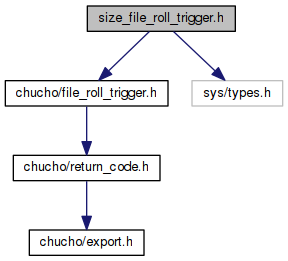 size_file_roll_trigger.h
chucho/file_roll_trigger.h
sys/types.h
chucho/return_code.h
chucho/export.h